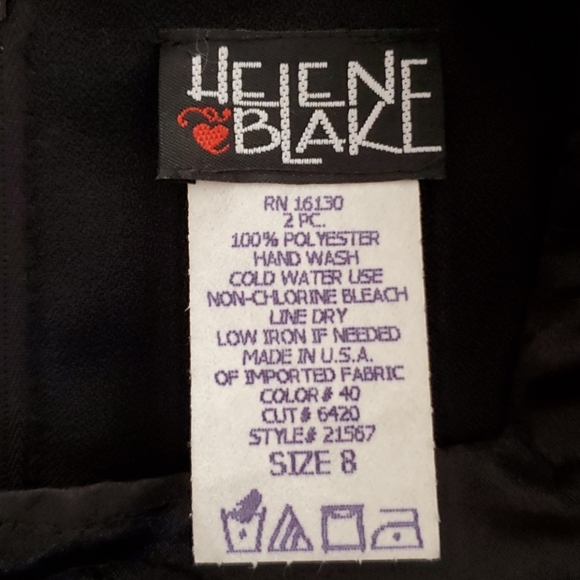 HELENE
BLAKE
RN 16130
2 PC.
100% POLYESTER
HAND WASH
COLD WATER USE
NON-CHLORINE BLEACH
LINE DRY
LOW IRON IF NEEDED
MADE IN U.S.A.
OF IMPORTED FABRIC
COLOR# 40
CUT# 6420
STYLE# 21567
SIZE 8